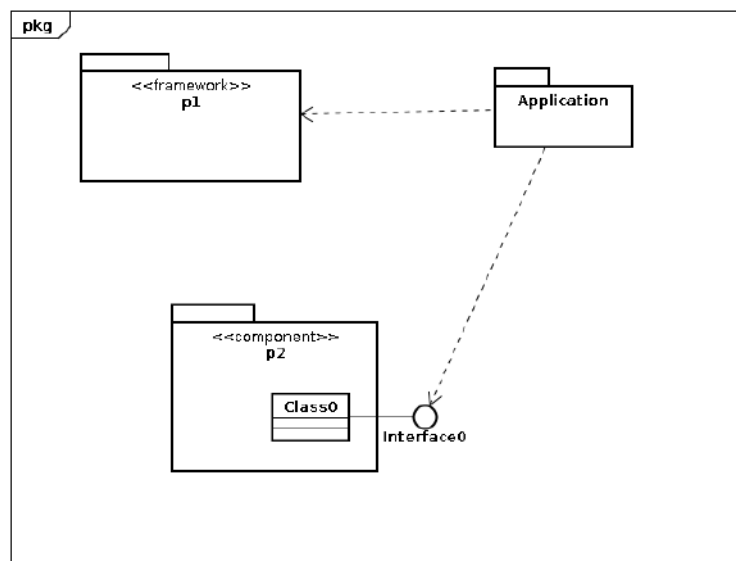 pkg
<<framework>>
p1
Application
<<component>>
p2
Class0
Interface0